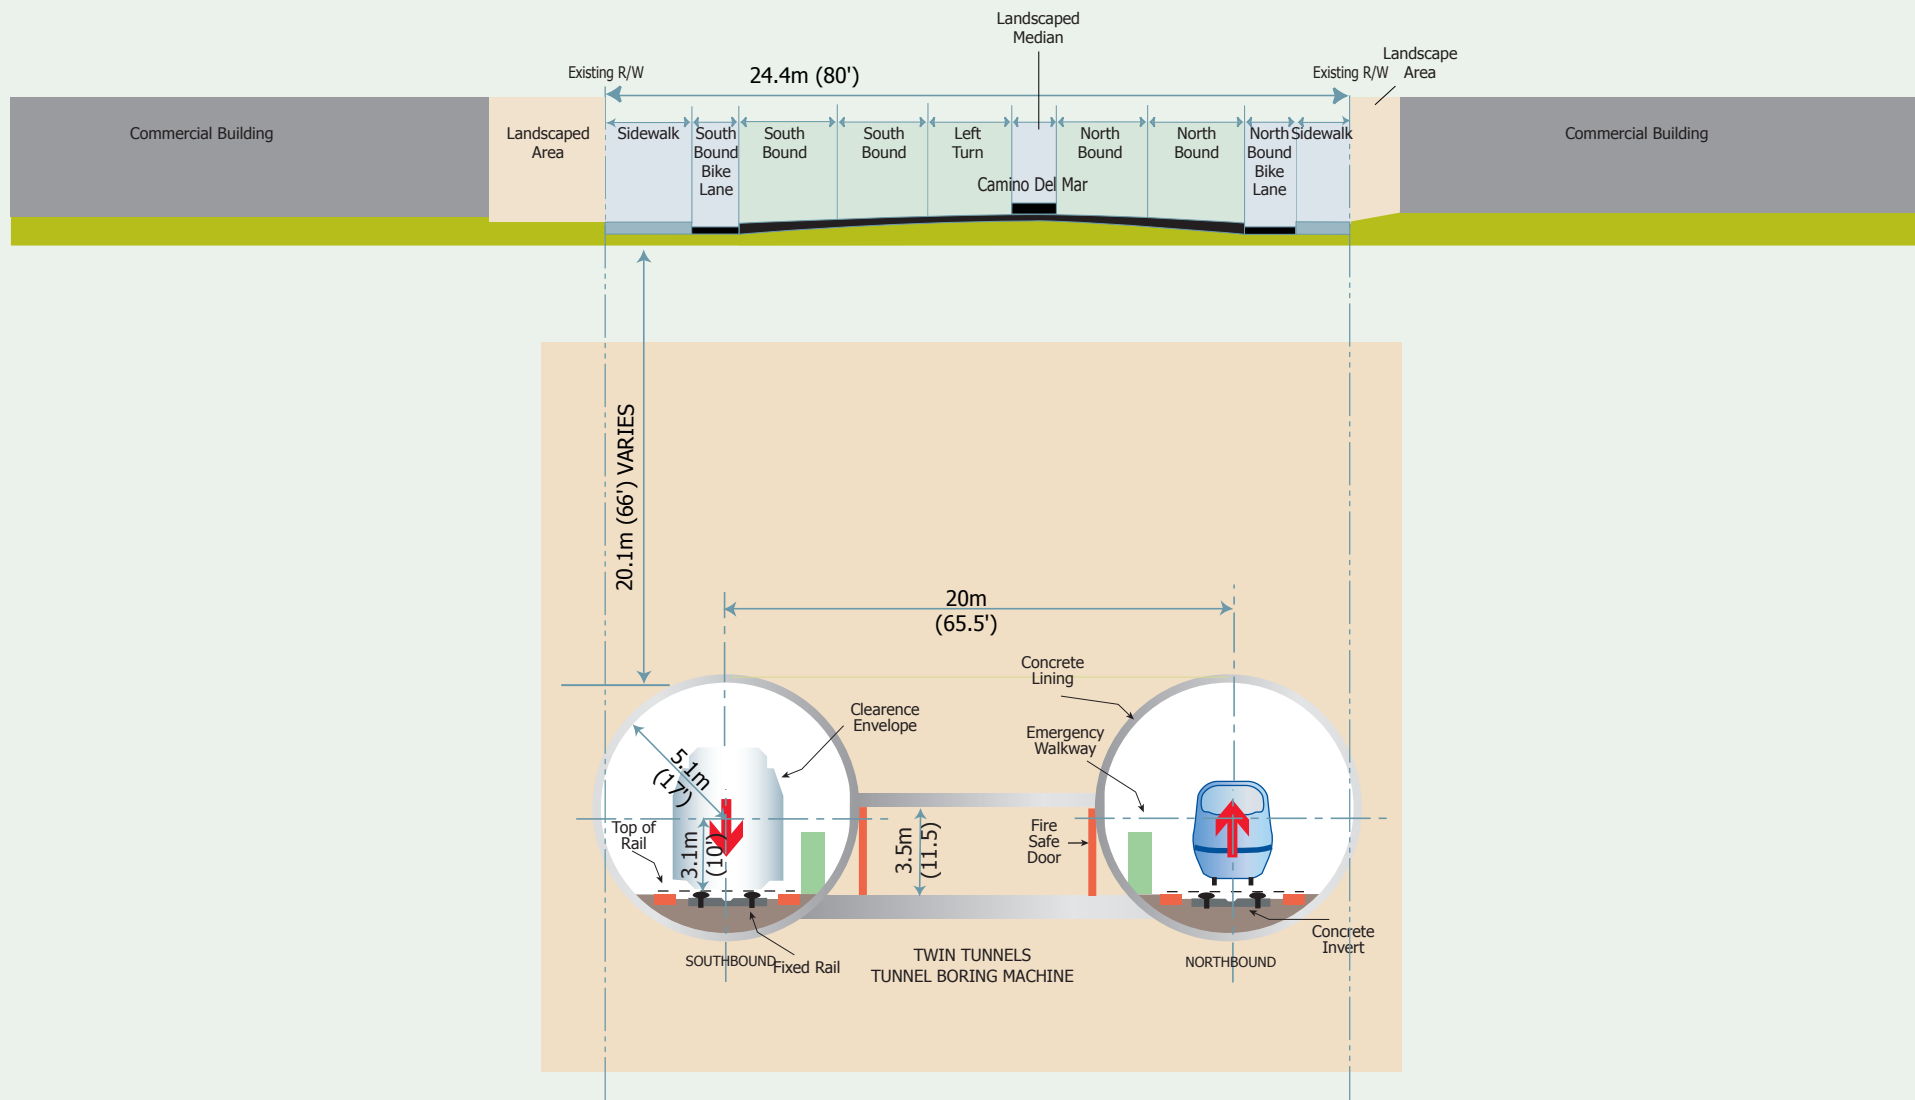 Landscaped
Median
Existing R/W
24.4m (80')
Existing R/W
Landscape
Area
Commercial Building
Landscaped
Area
Sidewalk
South
Bound
Bike
Lane
South
Bound
South
Bound
Left
Turn
North
Bound
North
Bound
North
Bound
Bike
Lane
Sidewalk
Commercial Building
Camino Del Mar
20.1m (66') VARIES
20m
(65.5')
Concrete
Lining
Clearence
Envelope
Emergency
Walkway
5.1m
(17')
Top of
Rail
3.1m
(10')
3.5m
(11.5)
Fire
Safe
Door
SOUTHBOUND
Fixed Rail
TWIN TUNNELS
TUNNEL BORING MACHINE
NORTHBOUND
Concrete
Invert